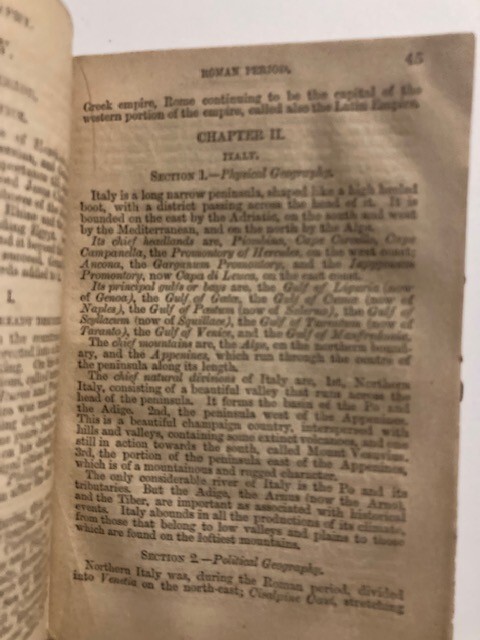 ROMAN PERIOD. 45
Greek empire, Rome continuing to be the capital of the
western portion of the empire, called also the Latin Empire.
CHAPTER II.
ITALY.
SECTION 1.—Physical Geography.
Italy is a long narrow peninsula, shaped like a high heeled
boot, with a district passing across the head of it. It is
bounded on the east by the Adriatic, on the south and west
by the Mediterranean, and on the north by the Alps.
Its chief headlands are, Piombino, Cape Circello, Cape
Campanella, the Promontory of Hercules, on the west coast;
Ancona, the Garganum Promontory, and the Iapygium
Promontory, now Capo di Leuca, on the east coast.
Its principal gulfs or bays are, the Gulf of Liguria (now
of Genoa), the Gulf of Gaeta, the Gulf of Cumæ (now of
Naples), the Gulf of Pæstum (now of Salerno), the Gulf of
Scyllacum (now of Squillace), the Gulf of Tarentum (now of
Taranto), the Gulf of Venice, and the Gulf of
The chief mountains are, the Alps, on the northern bound-
ary, and the Appenines, which run through the centre of
the peninsula along its length.
The chief natural divisions of Italy are, 1st, Northern
Italy, consisting of a beautiful valley that runs across the
head of the peninsula. It forms the basin of the Po and
the Adige. 2nd, the peninsula west of the Appenines.
This is a beautiful champaign country, interspersed with
hills and valleys, containing some extinct volcanoes, and one
still in action towards the south, called Mount Vesuvius.
3rd, the portion of the peninsula east of the Appenines,
which is of a mountainous and rugged character.
The only considerable river of Italy is the Po and its
tributaries. But the Adige, the Arnus (now the Arno),
and the Tiber, are important as associated with historical
events. Italy abounds in all the productions of its climate,
from those that belong to low valleys and plains to those
which are found on the loftiest mountains.
SECTION 2.—Political Geography.
Northern Italy was, during the Roman period, divided
into Venetia on the north-east; Cisalpine Gaul, stretching